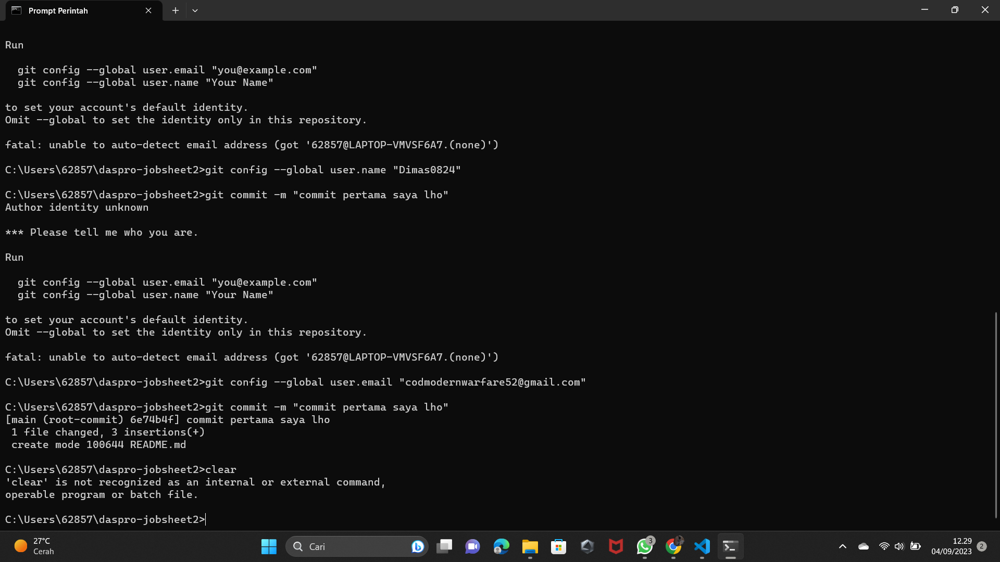 Prompt Perintah
Run
git config --global user.email "you@example.com"
git config --global user.name "Your Name"
to set your account's default identity.
Omit --global to set the identity only in this repository.
fatal: unable to auto-detect email address (got '62857@LAPTOP-VMVSF6A7.(none)')
C:\Users\62857\daspro-jobsheet2>git config --global user.name "Dimas0824"
C:\Users\62857\daspro-jobsheet2>git commit -m "commit pertama saya lho"
Author identity unknown
*** Please tell me who you are.
Run
git config --global user.email "you@example.com"
git config --global user.name "Your Name"
to set your account's default identity.
Omit --global to set the identity only in this repository.
fatal: unable to auto-detect email address (got '62857@LAPTOP-VMVSF6A7.(none)')
C:\Users\62857\daspro-jobsheet2>git config --global user.email "codmodernwarfare52@gmail.com"
C:\Users\62857\daspro-jobsheet2>git commit -m "commit pertama saya lho"
[main (root-commit) 6e74b4f] commit pertama saya lho
1 file changed, 3 insertions(+)
create mode 100644 README.md
C:\Users\62857\daspro-jobsheet2>clear
'clear' is not recognized as an internal or external command,
operable program or batch file.
C:\Users\62857\daspro-jobsheet2>
27°C
Cerah
Cari
3
12.29
04/09/2023
2